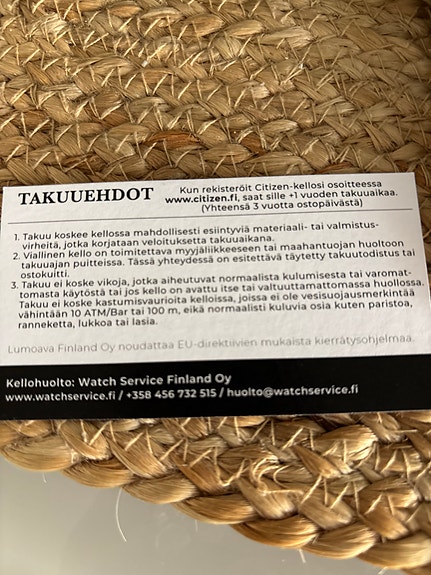 TAKUUEHDOT
Kun rekisteröit Citizen-kellosi osoitteessa
www.citizen.fi, saat sille +1 vuoden takuuaikaa.
(Yhteensä 3 vuotta ostopäivästä)
1. Takuu koskee kellossa mahdollisesti esiintyviä materiaali- tai valmistus-
virheitä, jotka korjataan veloituksetta takuuaikana.
2. Viallinen kello on toimitettava myyjäliikkeeseen tai maahantuojan huoltoon
takuuajan puitteissa. Tässä yhteydessä on esitettävä täytetty takuutodistus tai
ostokuitti.
3. Takuu ei koske vikoja, jotka aiheutuvat normaalista kulumisesta tai varomat-
tomasta käytöstä tai jos kello on avattu itse tai valtuuttamattomassa huollossa.
Takuu ei koske kastumisvaurioita kelloissa, joissa ei ole vesisuojausmerkintää
vähintään 10 ATM/Bar tai 100 m, eikä normaalisti kuluvia osia kuten paristoa,
ranneketta, lukkoa tai lasia.
Lumoava Finland Oy noudattaa EU-direktiivien mukaista kierrätysohjelmaa.
Kellohuolto: Watch Service Finland Oy
www.watchservice.fi / +358 456 732 515 / huolto@watchservice.fi